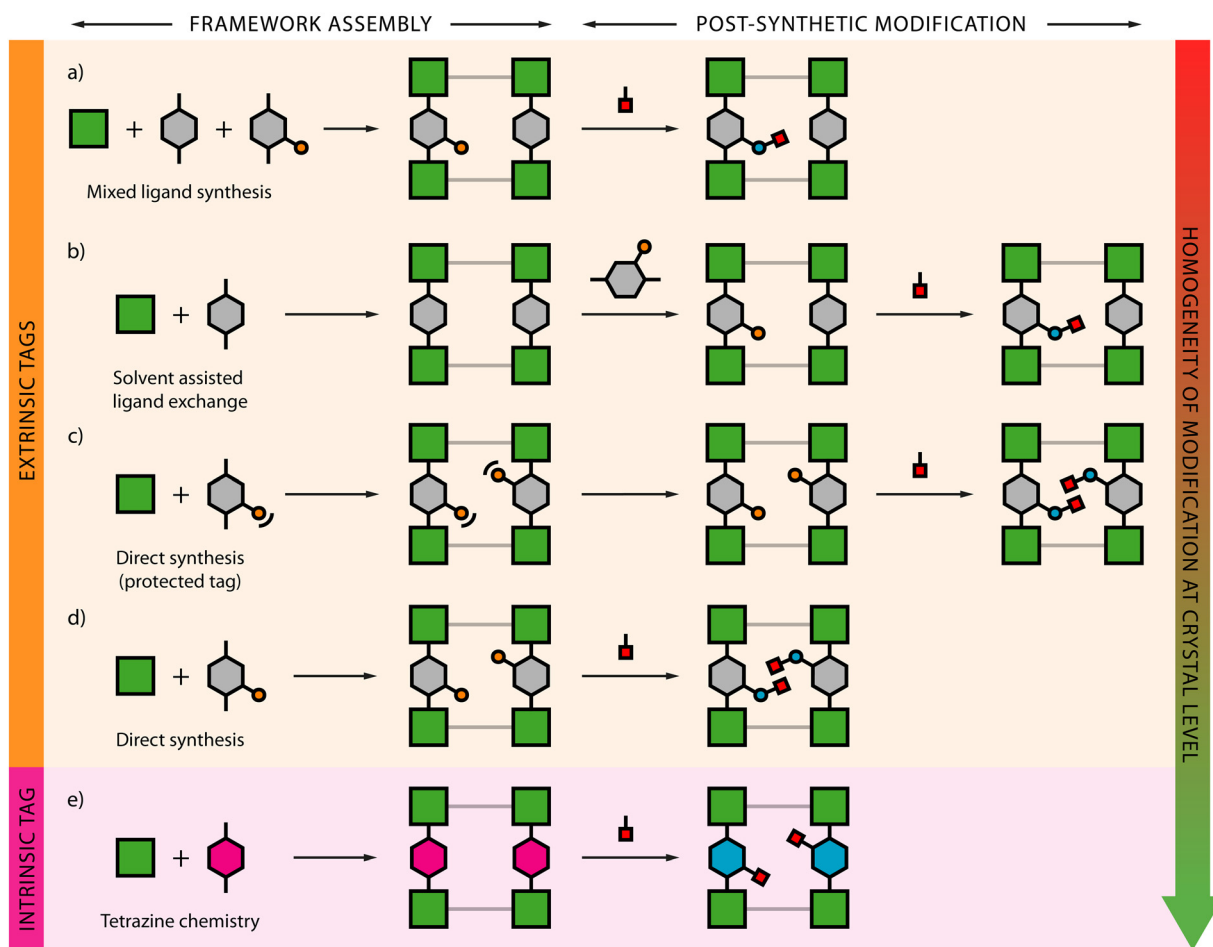 FRAMEWORK ASSEMBLY
POST-SYNTHETIC MODIFICATION
EXTRINSIC TAGS
a)
+
+
Mixed ligand synthesis
b)
+
Solvent assisted
ligand exchange
c)
+
Direct synthesis
(protected tag)
d)
+
Direct synthesis
INTRINSIC TAG
e)
+
Tetrazine chemistry
HOMOGENEITY OF MODIFICATION AT CRYSTAL LEVEL